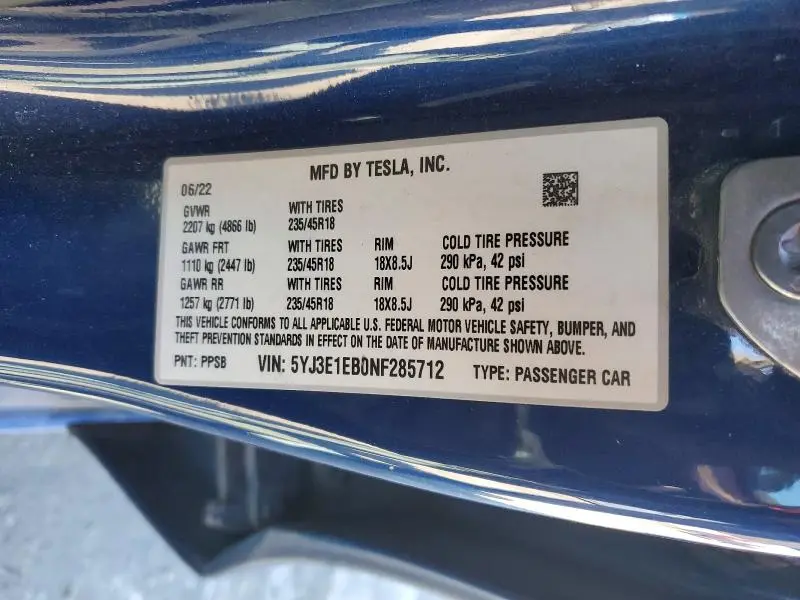 MFD BY TESLA, INC.
06/22
GVWR WITH TIRES
2207 kg (4866 lb) 235/45R18
GAWR FRT WITH TIRES RIM COLD TIRE PRESSURE
1110 kg (2447 lb) 235/45R18 18X8.5J 290 kPa, 42 psi
GAWR RR WITH TIRES RIM COLD TIRE PRESSURE
1257 kg (2771 lb) 235/45R18 18X8.5J 290 kPa, 42 psi
THIS VEHICLE CONFORMS TO ALL APPLICABLE U.S. FEDERAL MOTOR VEHICLE SAFETY, BUMPER, AND
THEFT PREVENTION STANDARDS IN EFFECT ON THE DATE OF MANUFACTURE SHOWN ABOVE.
PNT: PPSB VIN: 5YJ3E1EB0NF285712 TYPE: PASSENGER CAR